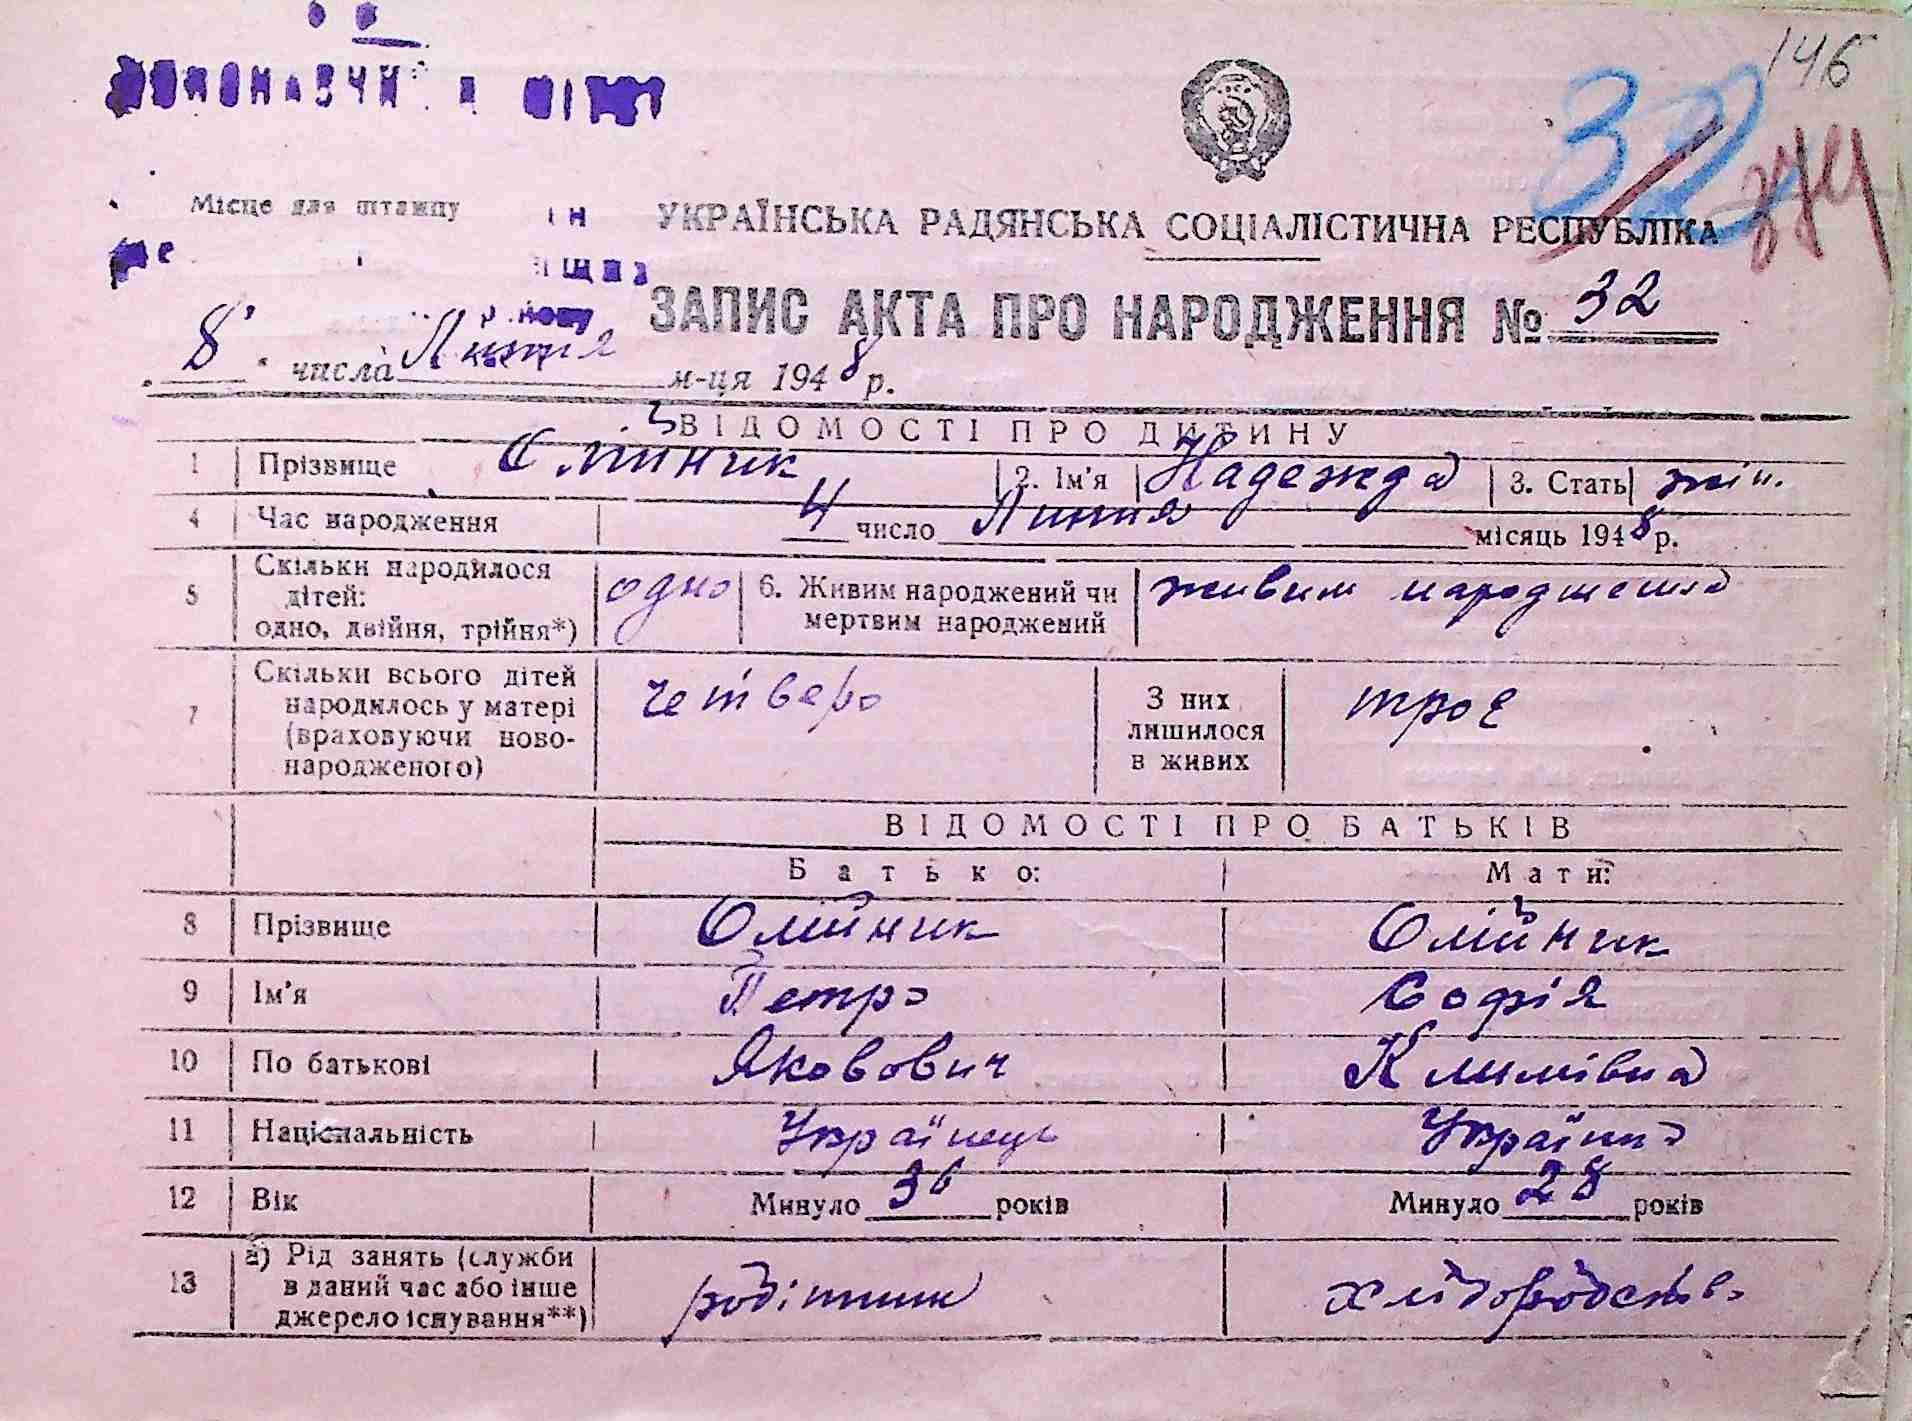 146
32
274
Місце для штампу
УКРАЇНСЬКА РАДЯНСЬКА СОЦІАЛІСТИЧНА РЕСПУБЛІКА
ЗАПИС АКТА ПРО НАРОДЖЕННЯ № 32
8 числа Липня м-ця 1948 р.
ВІДОМОСТІ ПРО ДИТИНУ
1 Прізвище Олійник 2. Ім'я Надежда 3. Стать жін.
4 Час народження 4 число Липня місяць 1948 р.
5 Скільки народилося дітей: одно, двійня, трійня*) одно 6. Живим народжений чи мертвим народжений живим народжена
7 Скільки всього дітей народилось у матері (враховуючи новонародженого) четверо З них лишилося в живих троє
ВІДОМОСТІ ПРО БАТЬКІВ
Батько: Мати:
8 Прізвище Олійник Олійник
9 Ім'я Петро Софія
10 По батькові Яковович Климівна
11 Національність Українець Українка
12 Вік Минуло 36 років Минуло 28 років
13 а) Рід занять (служби в даний час або інше джерело існування**) робітник